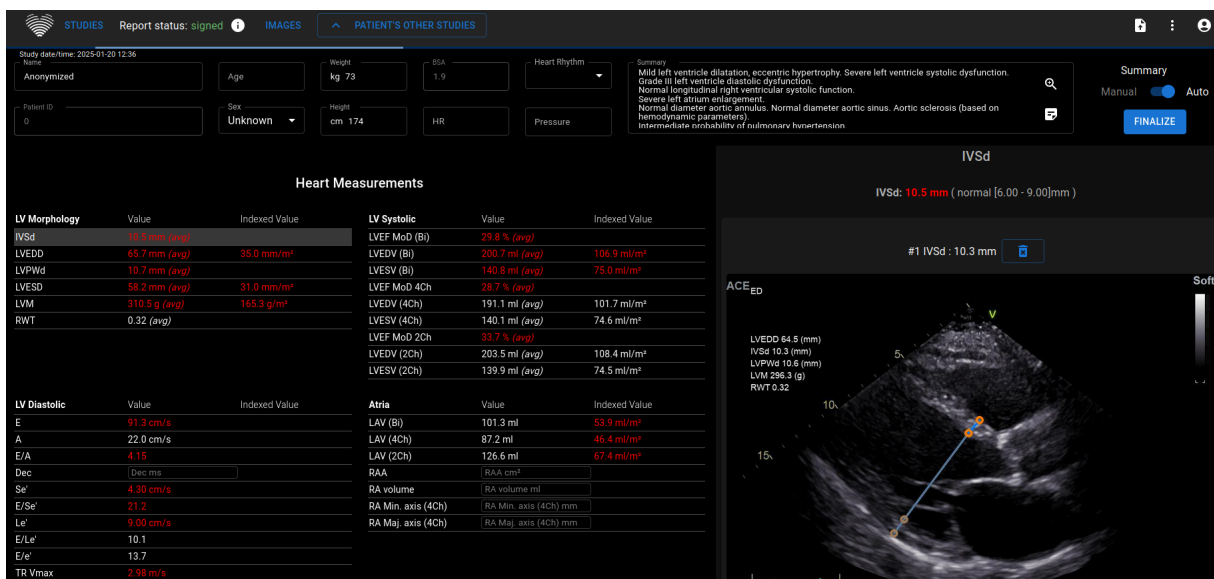 STUDIES Report status: signed i IMAGES PATIENT'S OTHER STUDIES
Study date/time: 2025-01-20 12:36
Name Anonymized
Age
Weight kg 73
BSA 1.9
Heart Rhythm
Patient ID 0
Sex Unknown
Height cm 174
HR
Pressure
Summary
Mild left ventricle dilatation, eccentric hypertrophy. Severe left ventricle systolic dysfunction.
Grade III left ventricle diastolic dysfunction.
Normal longitudinal right ventricular systolic function.
Severe left atrium enlargement.
Normal diameter aortic annulus. Normal diameter aortic sinus. Aortic sclerosis (based on
hemodynamic parameters).
Intermediate probability of pulmonary hypertension
Summary
Manual Auto
FINALIZE
Heart Measurements
LV Morphology Value Indexed Value
IVSd 10.5 mm (avg)
LVEDD 65.7 mm (avg) 35.0 mm/m²
LVPWd 10.7 mm (avg)
LVESD 58.2 mm (avg) 31.0 mm/m²
LVM 310.5 g (avg) 165.3 g/m²
RWT 0.32 (avg)
LV Systolic Value Indexed Value
LVEF MoD (Bi) 29.8 % (avg)
LVEDV (Bi) 200.7 ml (avg) 106.9 ml/m²
LVESV (Bi) 140.8 ml (avg) 75.0 ml/m²
LVEF MoD 4Ch 28.7 % (avg)
LVEDV (4Ch) 191.1 ml (avg) 101.7 ml/m²
LVESV (4Ch) 140.1 ml (avg) 74.6 ml/m²
LVEF MoD 2Ch 33.7 % (avg)
LVEDV (2Ch) 203.5 ml (avg) 108.4 ml/m²
LVESV (2Ch) 139.9 ml (avg) 74.5 ml/m²
LV Diastolic Value Indexed Value
E 91.3 cm/s
A 22.0 cm/s
E/A 4.15
Dec Dec ms
Se' 4.30 cm/s
E/Se' 21.2
Le' 9.00 cm/s
E/Le' 10.1
E/e' 13.7
TR Vmax 2.98 m/s
Atria Value Indexed Value
LAV (Bi) 101.3 ml 53.9 ml/m²
LAV (4Ch) 87.2 ml 46.4 ml/m²
LAV (2Ch) 126.6 ml 67.4 ml/m²
RAA RAA cm²
RA volume RA volume ml
RA Min. axis (4Ch) RA Min. axis (4Ch) mm
RA Maj. axis (4Ch) RA Maj. axis (4Ch) mm
IVSd
IVSd: 10.5 mm ( normal [6.00 - 9.00]mm )
#1 IVSd : 10.3 mm
ACE ED
Soft
V
LVEDD 64.5 (mm)
IVSd 10.3 (mm)
LVPWd 10.6 (mm)
LVM 296.3 (g)
RWT 0.32
5
10
15